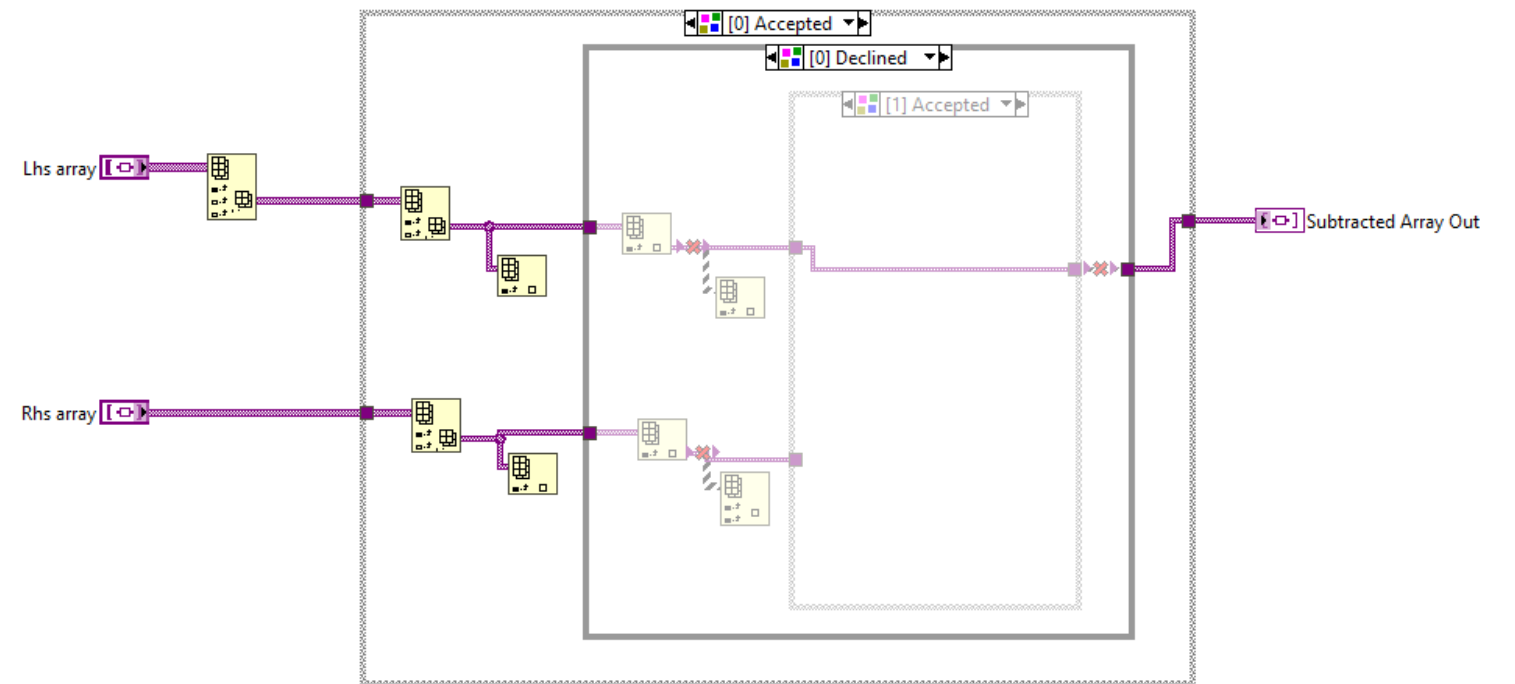 [0] Accepted
[0] Declined
[1] Accepted
Lhs array
Subtracted Array Out
Rhs array